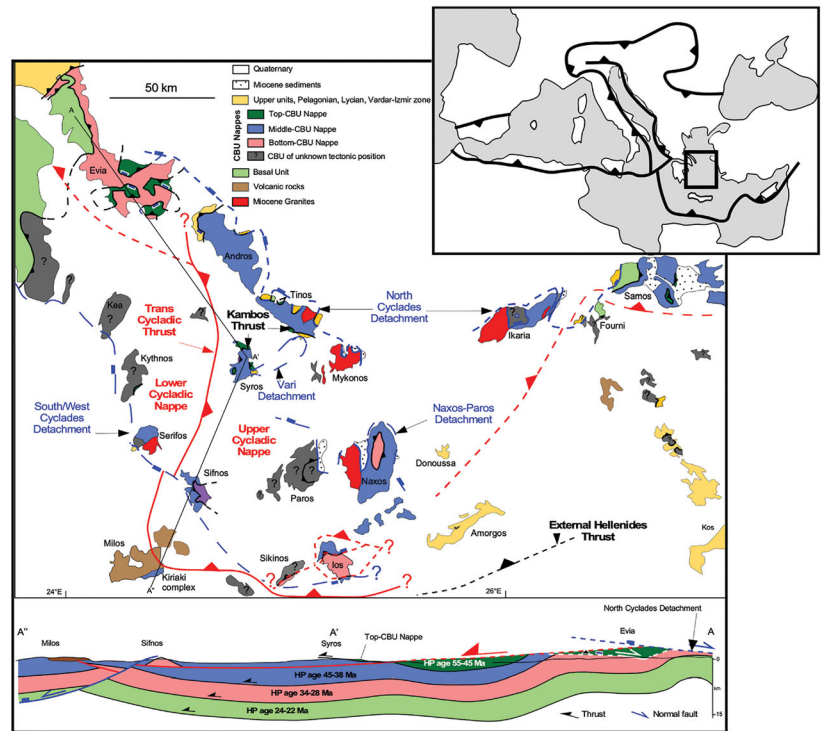 50 km
Quaternary
Miocene sediments
Upper units, Pelagonian, Lycian, Vardar-Izmir zone
CBU Nappes
Top-CBU Nappe
Middle-CBU Nappe
Bottom-CBU Nappe
? CBU of unknown tectonic position
Basal Unit
Volcanic rocks
Miocene Granites
A
Evia
?
?
Andros
Tinos
Kea
?
?
Trans
Cycladic
Thrust
Kambos
Thrust
North Cyclades
Detachment
Samos
?
Ikaria
Fourni
?
Kythnos
?
A'
Syros
Vari
Detachment
?
Mykonos
?
?
Lower
Cycladic
Nappe
South/West
Cyclades
Detachment
Serifos
Upper
Cycladic
Nappe
Naxos-Paros
Detachment
?
?
Sifnos
?
? ?
Paros
Naxos
Donoussa
Amorgos
External Hellenides
Thrust
Kos
Milos
Sikinos
?
Ios
?
?
?
?
Kiriaki
complex
A''
?
24°E
26
A''
Milos
Sifnos
A'
Syros
Top-CBU Nappe
North Cyclades Detachment
Evia
A
HP age 55-45 Ma
HP age 45-38 Ma
HP age 34-28 Ma
HP age 24-22 Ma
0
km
15
Thrust
Normal fault